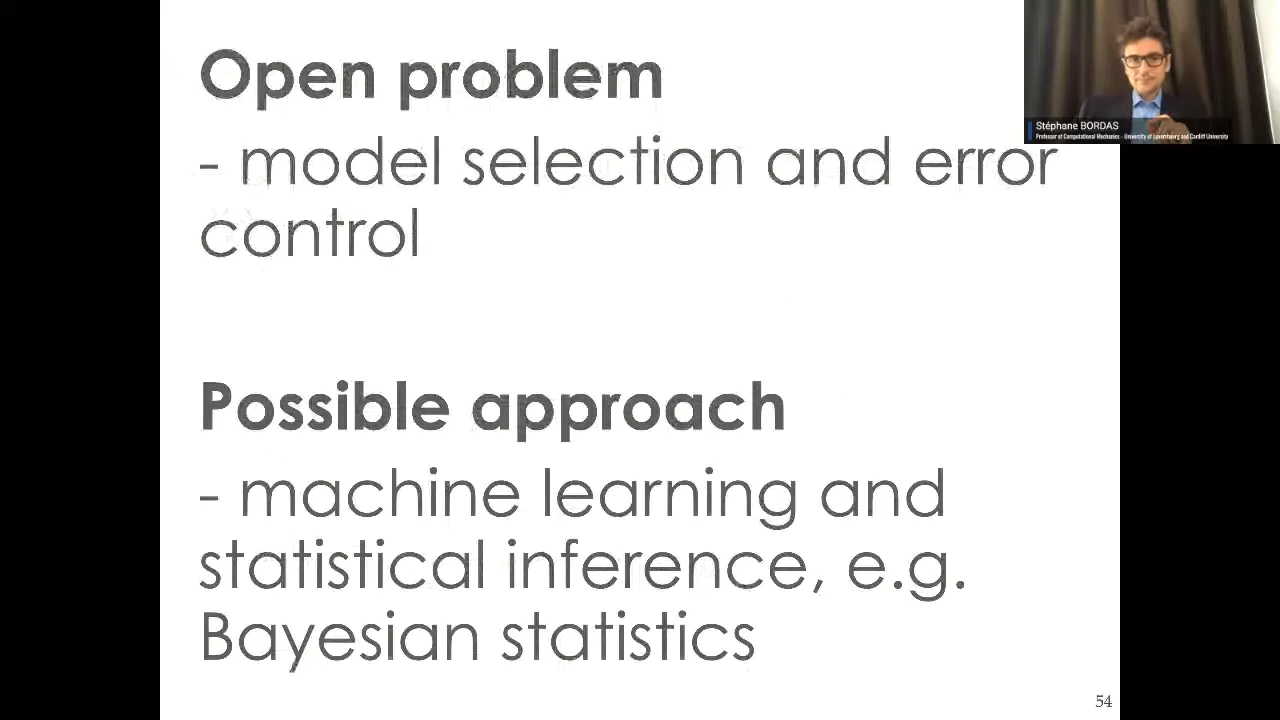 Open problem
- model selection and error
control
Possible approach
- machine learning and
statistical inference, e.g.
Bayesian statistics
54
Stéphane BORDAS
Professor of Computational Mechanics - University of Luxembourg and Cardiff University